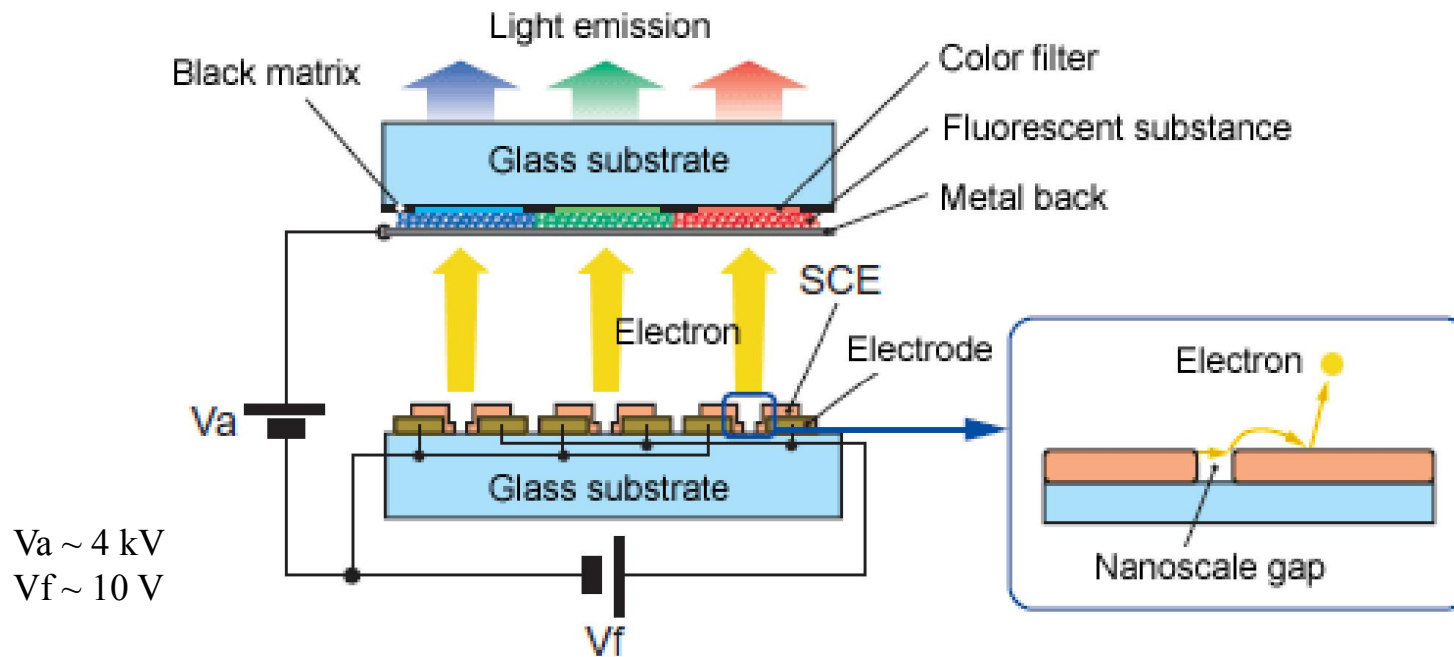 Light emission
Black matrix
Color filter
Glass substrate
Fluorescent substance
Metal back
SCE
Electron
Electrode
Electron
Va
Glass substrate
Nanoscale gap
Va ~ 4 kV
Vf ~ 10 V
Vf